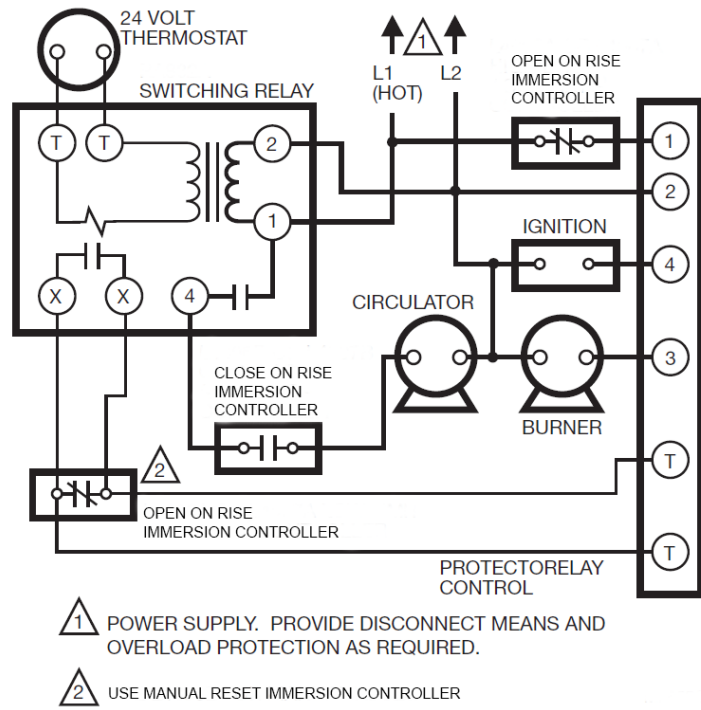 24 VOLT
THERMOSTAT
SWITCHING RELAY
T
T
2
1
X
X
4
1
L1
(HOT)
L2
OPEN ON RISE
IMMERSION
CONTROLLER
1
2
IGNITION
4
CIRCULATOR
3
BURNER
CLOSE ON RISE
IMMERSION
CONTROLLER
2
T
OPEN ON RISE
IMMERSION CONTROLLER
T
PROTECTORELAY
CONTROL
1 POWER SUPPLY. PROVIDE DISCONNECT MEANS AND
OVERLOAD PROTECTION AS REQUIRED.
2 USE MANUAL RESET IMMERSION CONTROLLER